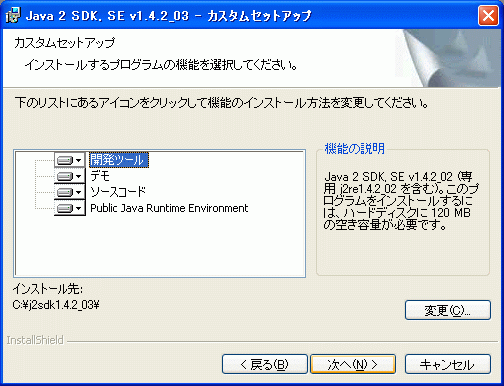 Java 2 SDK, SE v1.4.2_03 - カスタムセットアップ
カスタムセットアップ
インストールするプログラムの機能を選択してください。
下のリストにあるアイコンをクリックして機能のインストール方法を変更してください。
開発ツール
デモ
ソースコード
Public Java Runtime Environment
機能の説明
Java 2 SDK, SE v1.4.2_02 (専
用 j2re1.4.2_02 を含む)。このプ
ログラムをインストールするに
は、ハードディスクに 120 MB
の空き容量が必要です。
インストール先:
C:¥j2sdk1.4.2_03¥
変更(C)...
InstallShield
< 戻る(B)
次へ(N) >
キャンセル